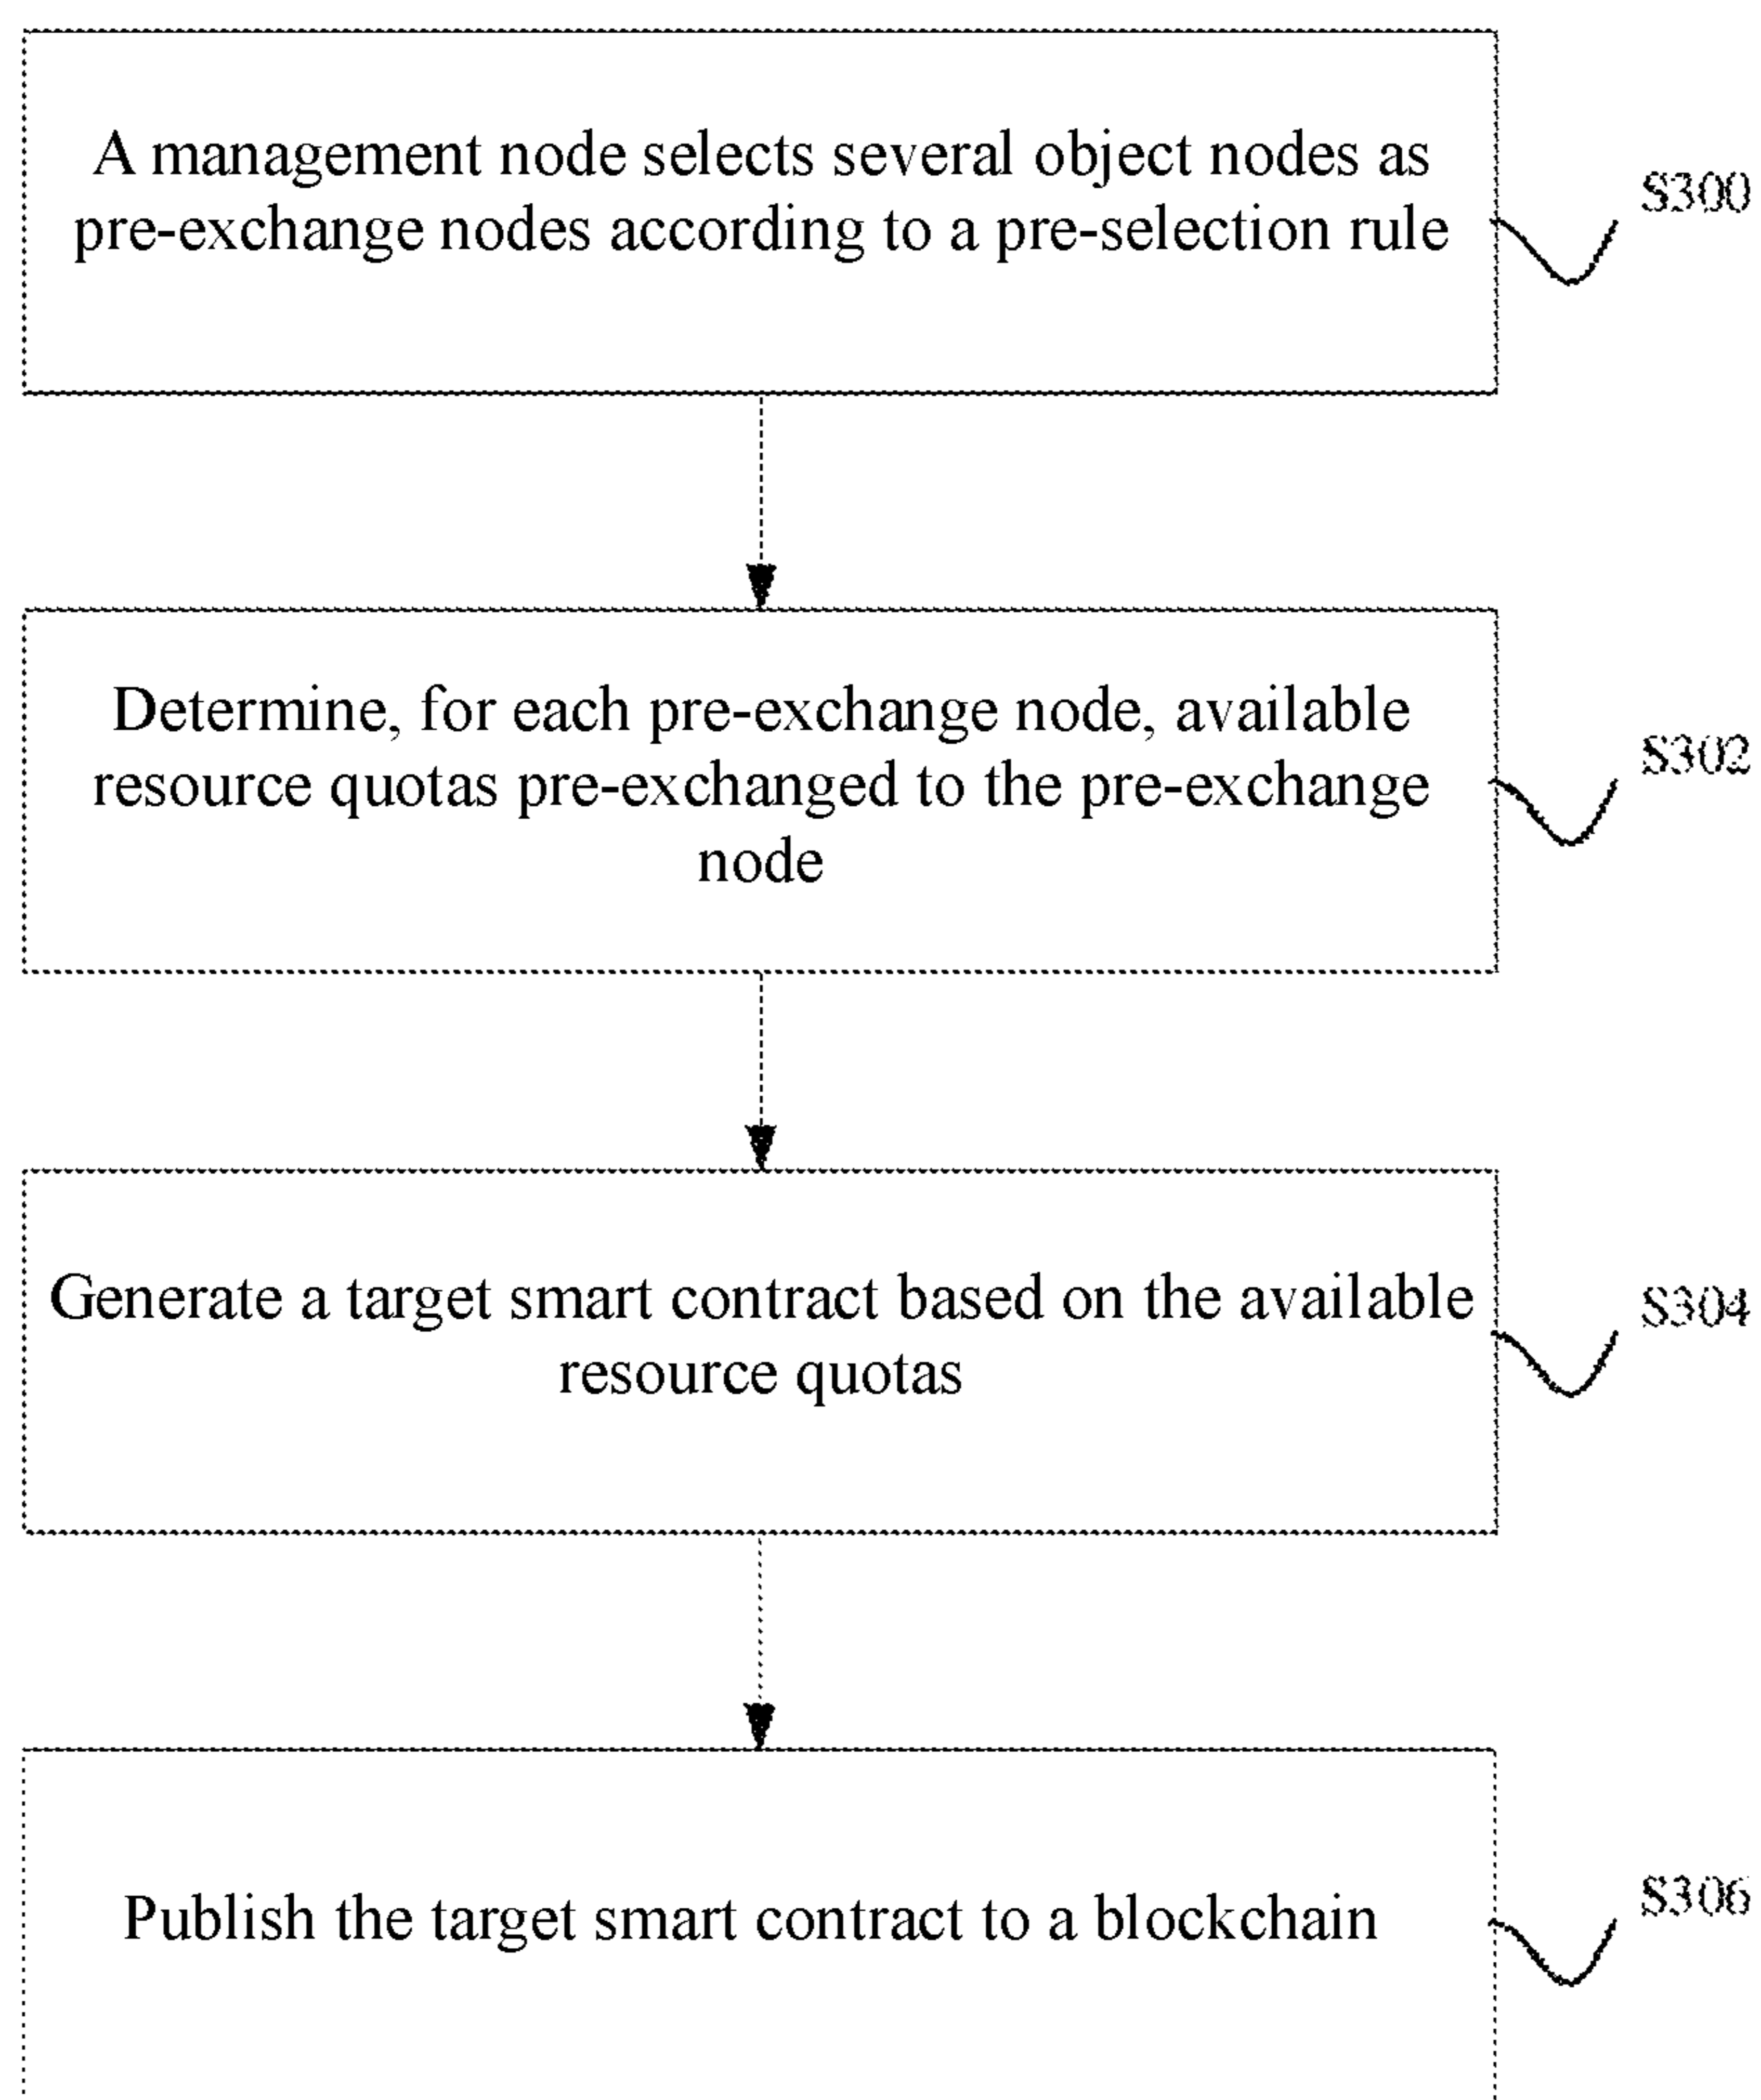 A management node selects several object nodes as
pre-exchange nodes according to a pre-selection rule
S300
Determine, for each pre-exchange node, available
resource quotas pre-exchanged to the pre-exchange
node
S302
Generate a target smart contract based on the available
resource quotas
S304
Publish the target smart contract to a blockchain
S306